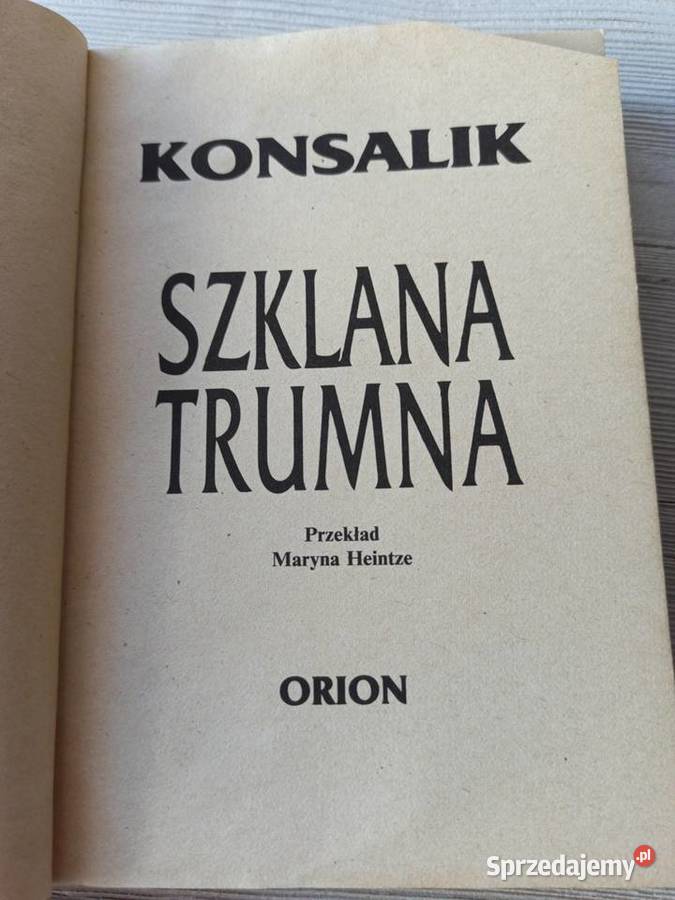 KONSALIK
SZKLANA
TRUMNA
Przekład
Maryna Heintze
ORION
Sprzedajemy.pl